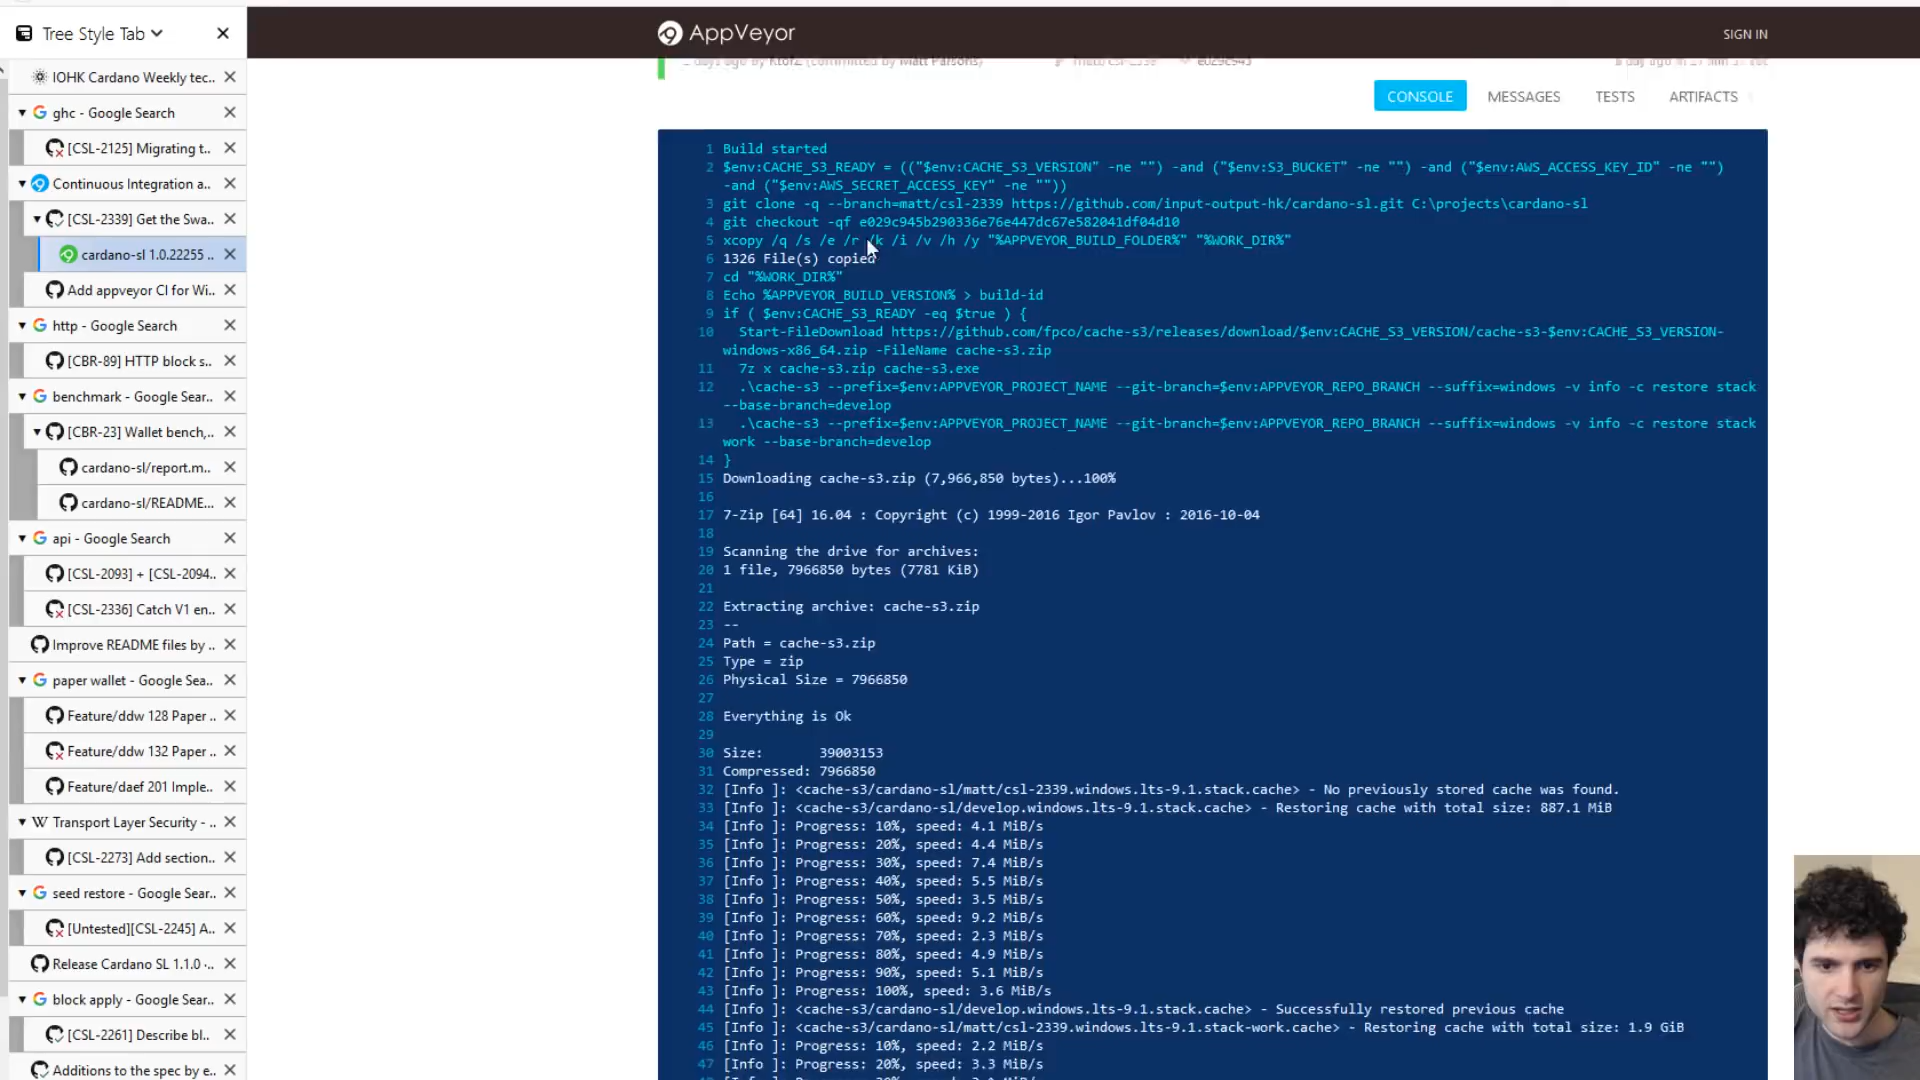 Tree Style Tab
IOHK Cardano Weekly tec..
ghc - Google Search
[CSL-2125] Migrating t..
Continuous Integration a..
[CSL-2339] Get the Swa..
cardano-sl 1.0.22255 ..
Add appveyor CI for Wi..
http - Google Search
[CBR-89] HTTP block s..
benchmark - Google Sear..
[CBR-23] Wallet bench,..
cardano-sl/report.m..
cardano-sl/README...
api - Google Search
[CSL-2093] + [CSL-2094..
[CSL-2336] Catch V1 en..
Improve README files by ..
paper wallet - Google Sea..
Feature/ddw 128 Paper ..
Feature/ddw 132 Paper ..
Feature/daef 201 Imple..
Transport Layer Security - ..
[CSL-2273] Add section..
seed restore - Google Sear..
[Untested][CSL-2245] A..
Release Cardano SL 1.1.0 ·..
block apply - Google Sear..
[CSL-2261] Describe bl..
Additions to the spec by e..
AppVeyor
SIGN IN
days ago by KtorZ (committed by Matt Parsons)
matt/csl-2339
e029c945
CONSOLE MESSAGES TESTS ARTIFACTS
1 Build started
2 $env:CACHE_S3_READY = (("$env:CACHE_S3_VERSION" -ne "") -and ("$env:S3_BUCKET" -ne "") -and ("$env:AWS_ACCESS_KEY_ID" -ne "")
-and ("$env:AWS_SECRET_ACCESS_KEY" -ne ""))
3 git clone -q --branch=matt/csl-2339 https://github.com/input-output-hk/cardano-sl.git C:\projects\cardano-sl
4 git checkout -qf e029c945b290336e76e447dc67e582041df04d10
5 xcopy /q /s /e /r /k /i /v /h /y "%APPVEYOR_BUILD_FOLDER%" "%WORK_DIR%"
6 1326 File(s) copied
7 cd "%WORK_DIR%"
8 Echo %APPVEYOR_BUILD_VERSION% > build-id
9 if ( $env:CACHE_S3_READY -eq $true ) {
10 Start-FileDownload https://github.com/fpco/cache-s3/releases/download/$env:CACHE_S3_VERSION/cache-s3-$env:CACHE_S3_VERSION-
windows-x86_64.zip -FileName cache-s3.zip
11 7z x cache-s3.zip cache-s3.exe
12 .\cache-s3 --prefix=$env:APPVEYOR_PROJECT_NAME --git-branch=$env:APPVEYOR_REPO_BRANCH --suffix=windows -v info -c restore stack
--base-branch=develop
13 .\cache-s3 --prefix=$env:APPVEYOR_PROJECT_NAME --git-branch=$env:APPVEYOR_REPO_BRANCH --suffix=windows -v info -c restore stack
work --base-branch=develop
14 }
15 Downloading cache-s3.zip (7,966,850 bytes)...100%
16
17 7-Zip [64] 16.04 : Copyright (c) 1999-2016 Igor Pavlov : 2016-10-04
18
19 Scanning the drive for archives:
20 1 file, 7966850 bytes (7781 KiB)
21
22 Extracting archive: cache-s3.zip
23 --
24 Path = cache-s3.zip
25 Type = zip
26 Physical Size = 7966850
27
28 Everything is Ok
29
30 Size: 39003153
31 Compressed: 7966850
32 [Info ]: <cache-s3/cardano-sl/matt/csl-2339.windows.lts-9.1.stack.cache> - No previously stored cache was found.
33 [Info ]: <cache-s3/cardano-sl/develop.windows.lts-9.1.stack.cache> - Restoring cache with total size: 887.1 MiB
34 [Info ]: Progress: 10%, speed: 4.1 MiB/s
35 [Info ]: Progress: 20%, speed: 4.4 MiB/s
36 [Info ]: Progress: 30%, speed: 7.4 MiB/s
37 [Info ]: Progress: 40%, speed: 5.5 MiB/s
38 [Info ]: Progress: 50%, speed: 3.5 MiB/s
39 [Info ]: Progress: 60%, speed: 9.2 MiB/s
40 [Info ]: Progress: 70%, speed: 2.3 MiB/s
41 [Info ]: Progress: 80%, speed: 4.9 MiB/s
42 [Info ]: Progress: 90%, speed: 5.1 MiB/s
43 [Info ]: Progress: 100%, speed: 3.6 MiB/s
44 [Info ]: <cache-s3/cardano-sl/develop.windows.lts-9.1.stack.cache> - Successfully restored previous cache
45 [Info ]: <cache-s3/cardano-sl/matt/csl-2339.windows.lts-9.1.stack-work.cache> - Restoring cache with total size: 1.9 GiB
46 [Info ]: Progress: 10%, speed: 2.2 MiB/s
47 [Info ]: Progress: 20%, speed: 3.3 MiB/s